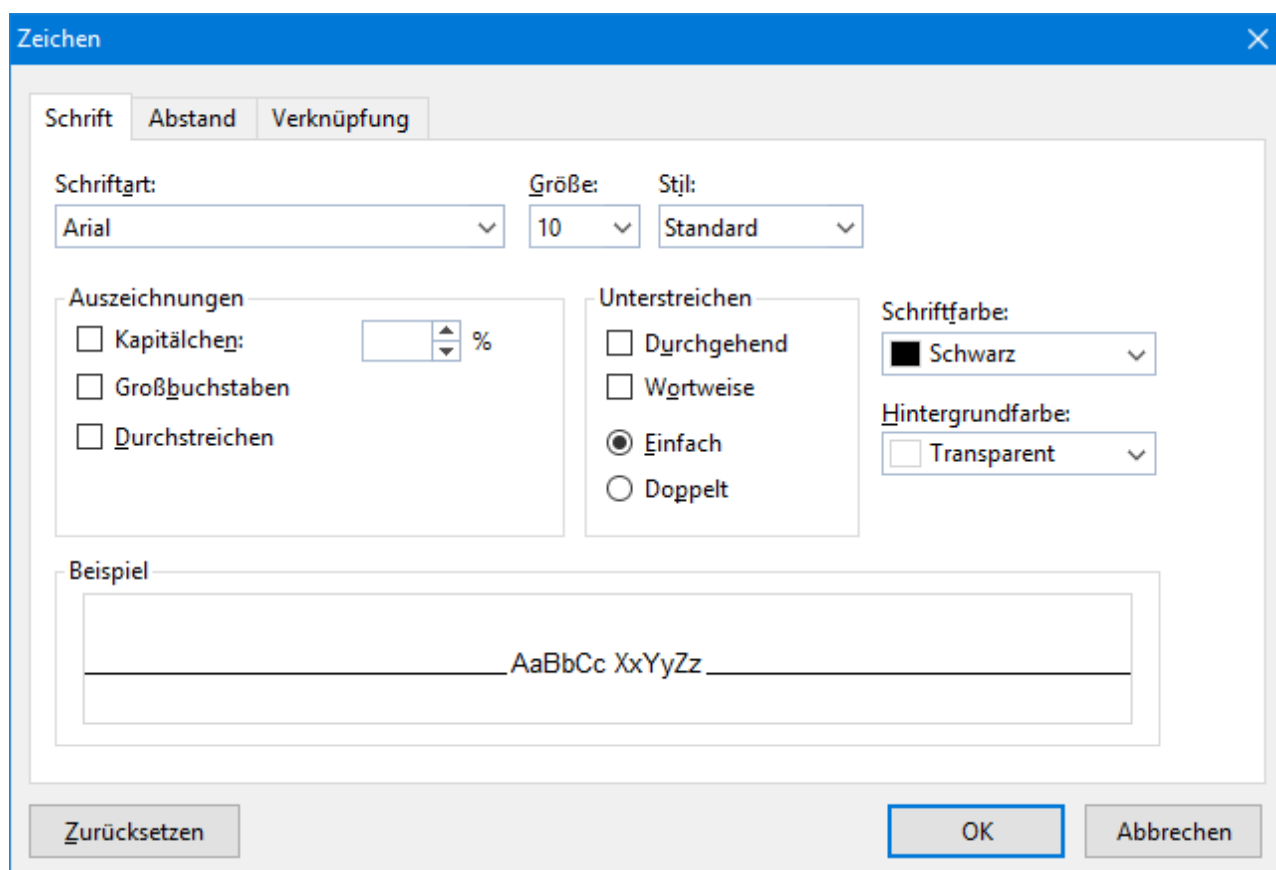 Zeichen
Schrift Abstand Verknüpfung
Schriftart: Größe: Stil:
Arial 10 Standard
Auszeichnungen
Kapitälchen: %
Großbuchstaben
Durchstreichen
Unterstreichen
Durchgehend
Wortweise
Einfach
Doppelt
Schriftfarbe:
Schwarz
Hintergrundfarbe:
Transparent
Beispiel
AaBbCc XxYyZz
Zurücksetzen OK Abbrechen